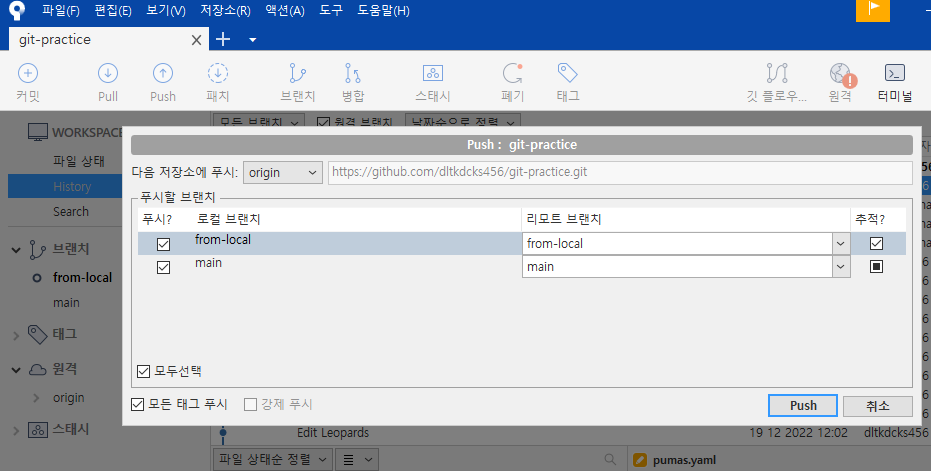 파일(F) 편집(E) 보기(V) 저장소(R) 액션(A) 도구 도움말(H)
git-practice
커밋 Pull Push 패치 브랜치 병합 스태시 폐기 태그 깃 플로우... 원격 터미널
모든 브랜치 원격 브랜치 날짜순으로 정렬
WORKSPACE
파일 상태
History
Search
브랜치
from-local
main
태그
원격
origin
스태시
Push : git-practice
다음 저장소에 푸시: origin https://github.com/dltkdcks456/git-practice.git
푸시할 브랜치
푸시? 로컬 브랜치 리모트 브랜치 추적?
from-local from-local
main main
모두선택
모든 태그 푸시 강제 푸시 Push 취소
Edit Leopards 19 12 2022 12:02 dltkdcks456
파일 상태순 정렬 pumas.yaml